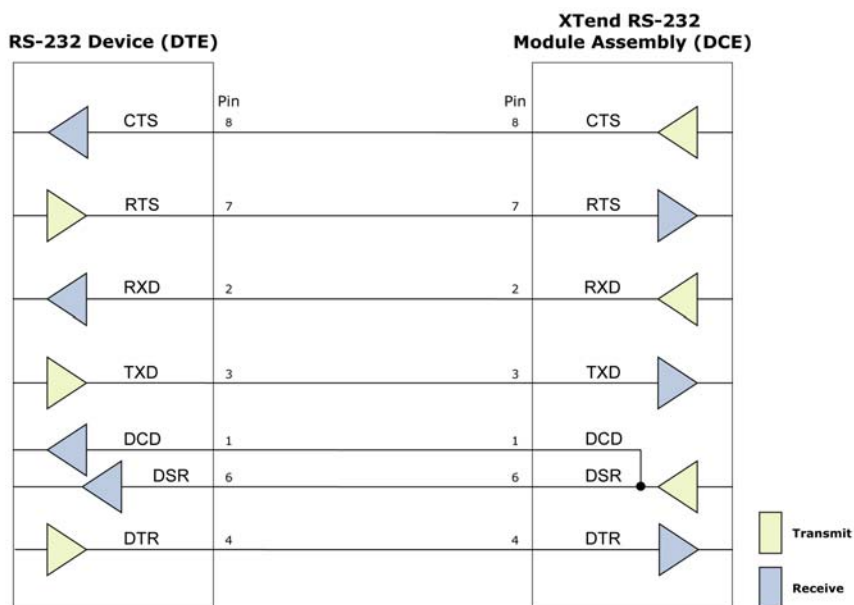 XTend RS-232
RS-232 Device (DTE) Module Assembly (DCE)
Pin Pin
CTS 8 8 CTS
RTS 7 7 RTS
RXD 2 2 RXD
TXD 3 3 TXD
DCD 1 1 DCD
DSR 6 6 DSR
DTR 4 4 DTR
Transmit
Receive